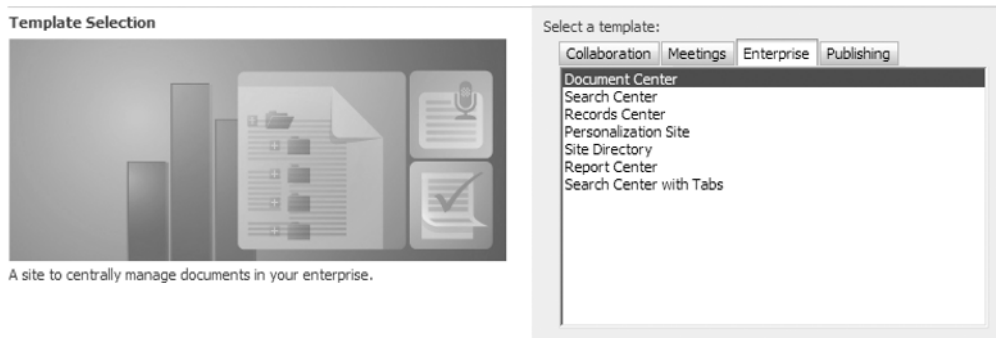 Template Selection
A site to centrally manage documents in your enterprise.
Select a template:
Collaboration Meetings Enterprise Publishing
Document Center
Search Center
Records Center
Personalization Site
Site Directory
Report Center
Search Center with Tabs